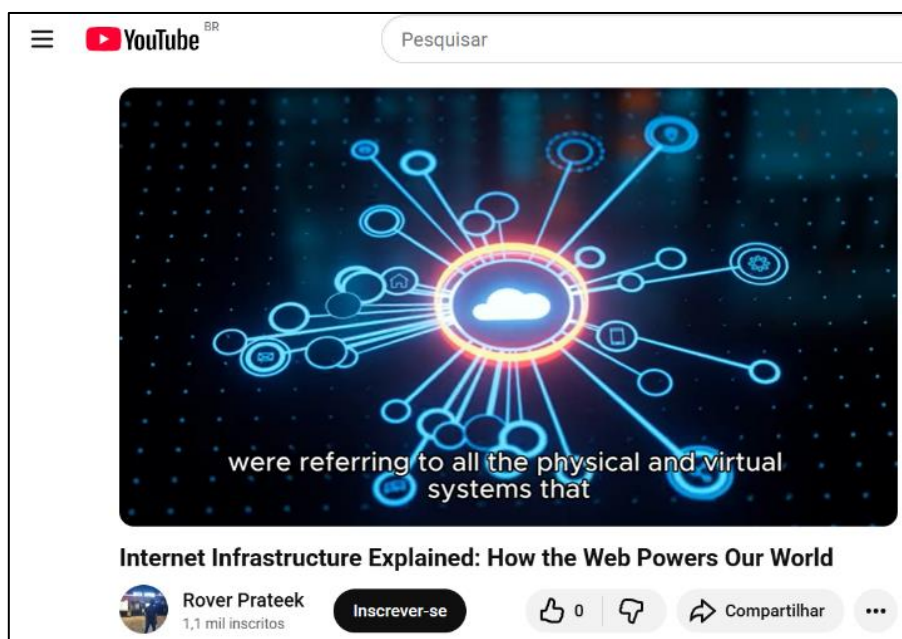 YouTube BR
Pesquisar
were referring to all the physical and virtual
systems that
Internet Infrastructure Explained: How the Web Powers Our World
Rover Prateek
1,1 mil inscritos
Inscrever-se
0
Compartilhar